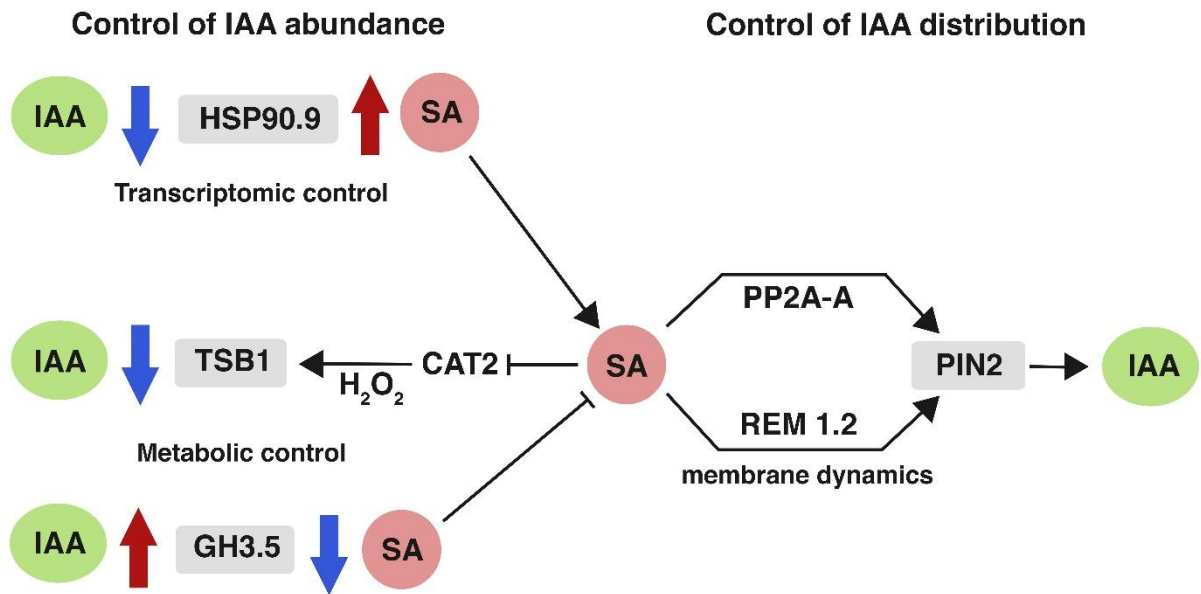 Control of IAA abundance
Control of IAA distribution
IAA
HSP90.9
SA
Transcriptomic control
IAA
TSB1
H₂O₂
CAT2
SA
PP2A-A
REM 1.2
membrane dynamics
PIN2
IAA
Metabolic control
IAA
GH3.5
SA